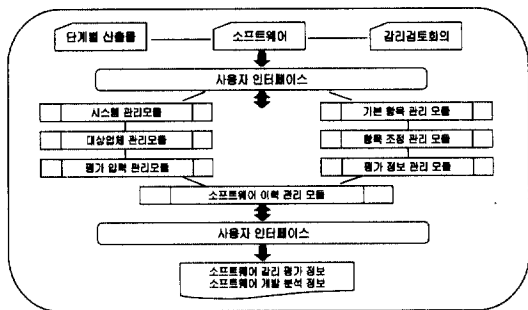 단계별 산출물
소프트웨어
감리검토회의
사용자 인터페이스
시스템 관리모듈
기본 항목 관리 모듈
대상업체 관리모듈
항목 조정 관리 모듈
평가 입력 관리모듈
평가 정보 관리 모듈
소프트웨어 이력 관리 모듈
사용자 인터페이스
소프트웨어 감리 평가 정보
소프트웨어 개발 분석 정보